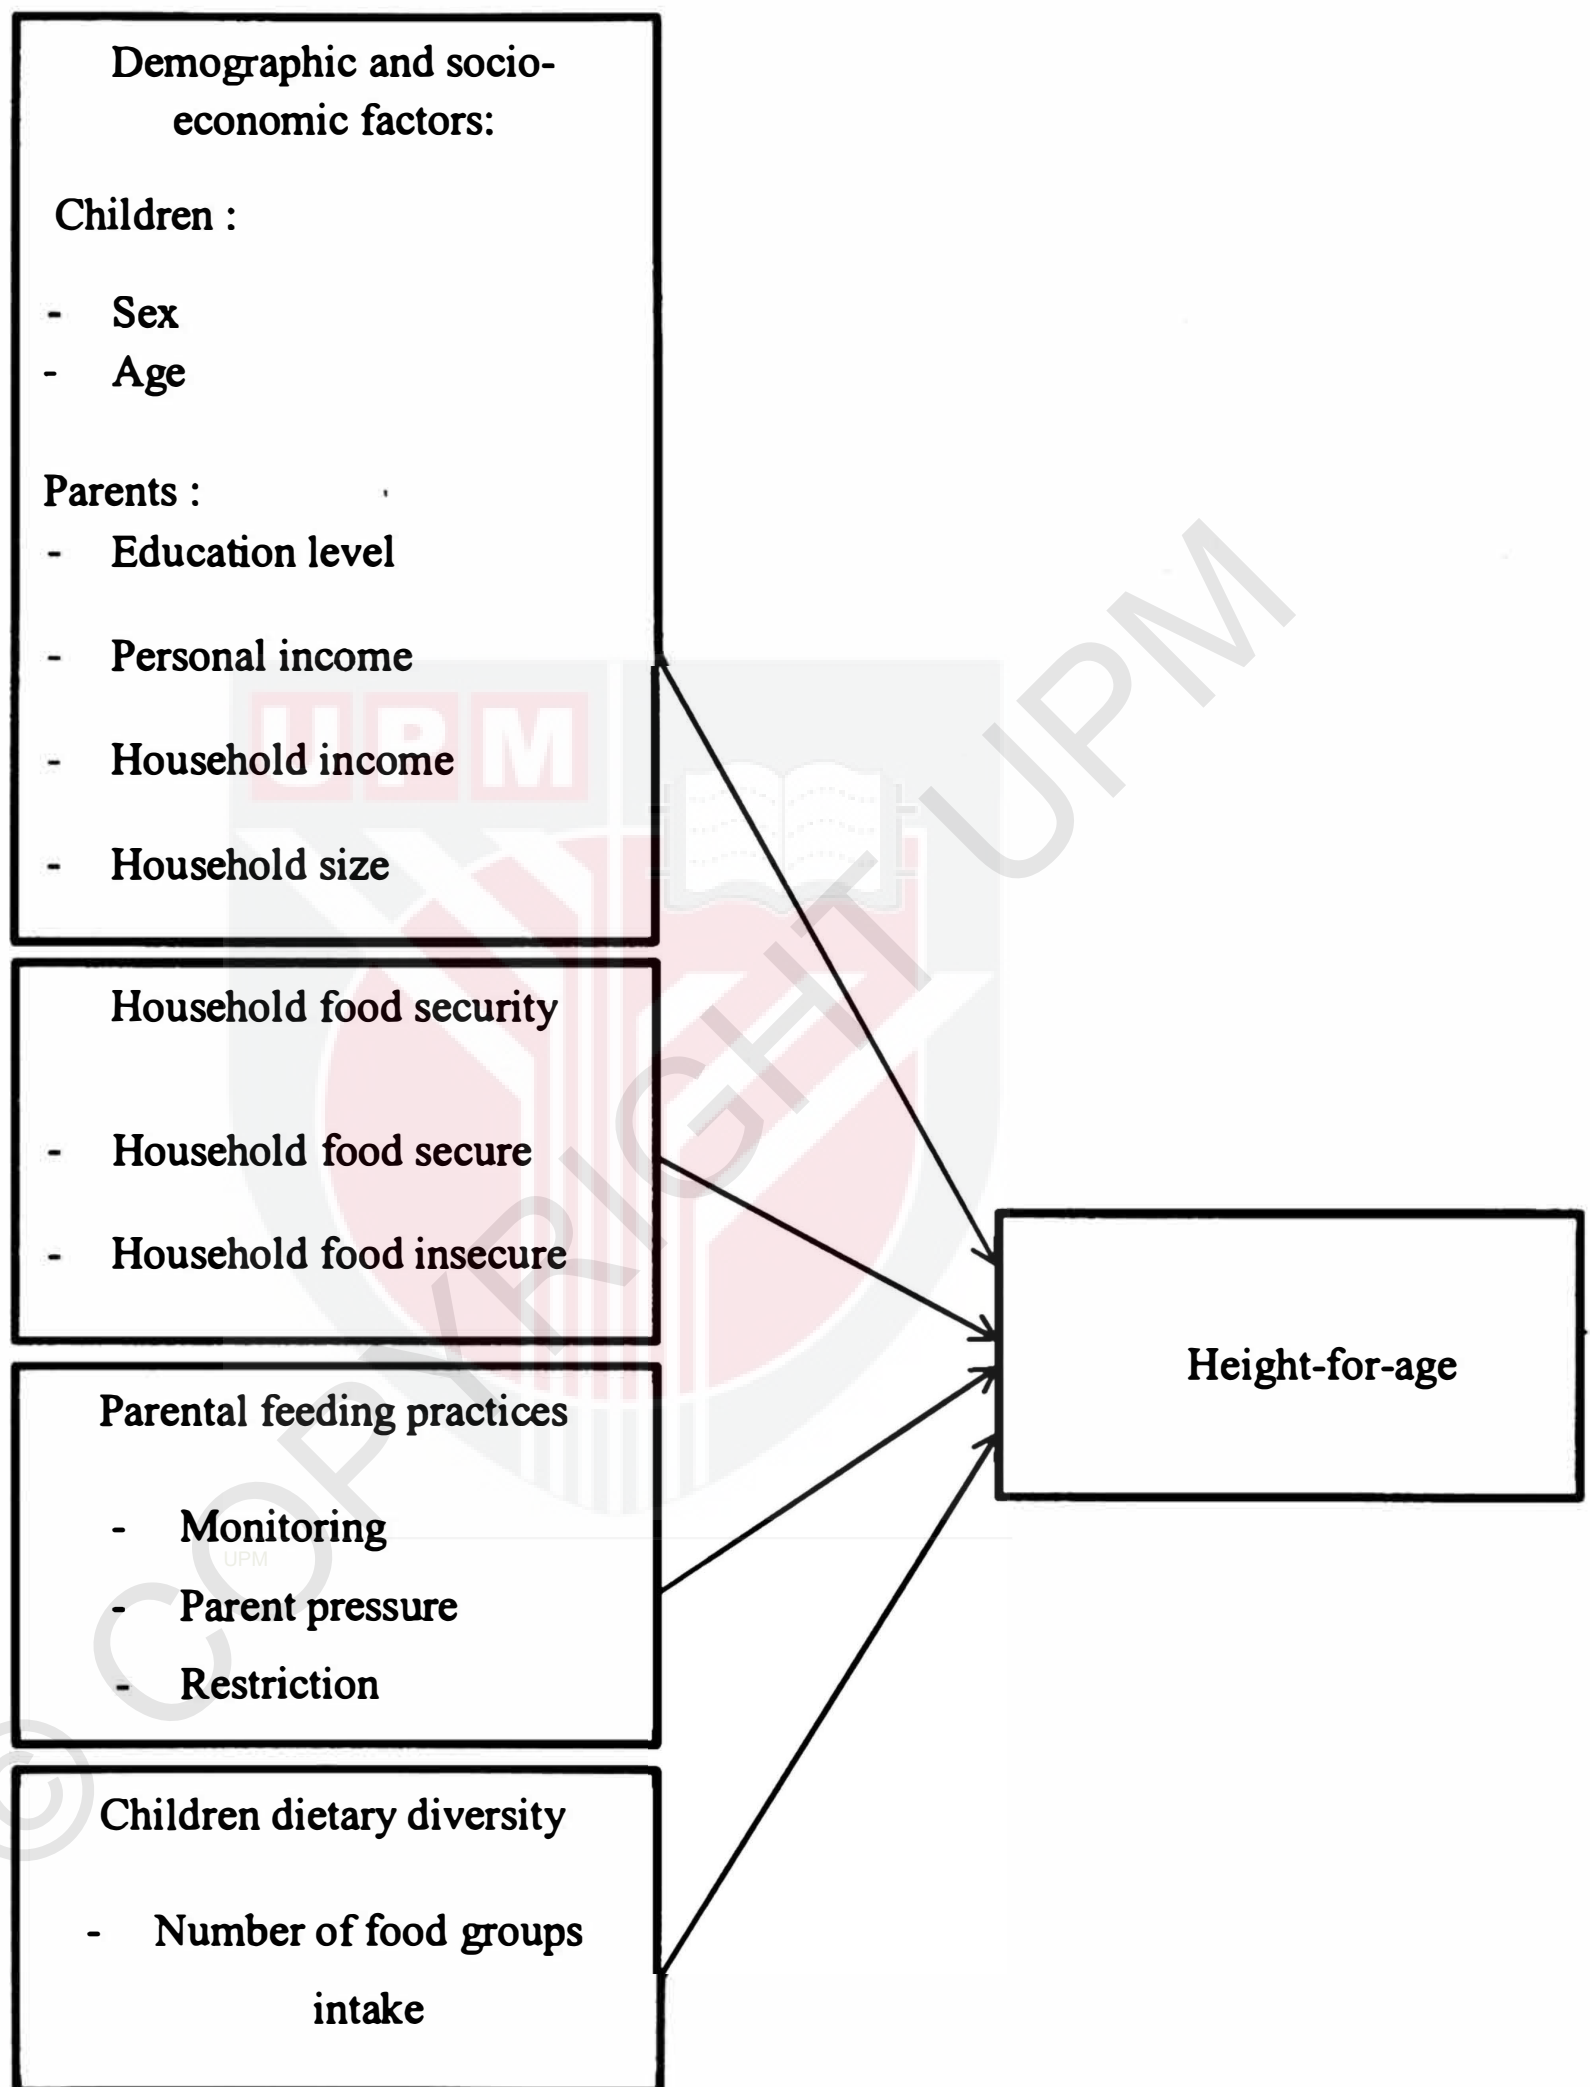 Demographic and socio-
economic factors:
Children :
- Sex
- Age
Parents :
- Education level
- Personal income
- Household income
- Household size
Household food security
- Household food secure
- Household food insecure
Parental feeding practices
- Monitoring
- Parent pressure
- Restriction
Children dietary diversity
- Number of food groups
intake
Height-for-age
UPM
UPM
© COPYRIGHT UPM